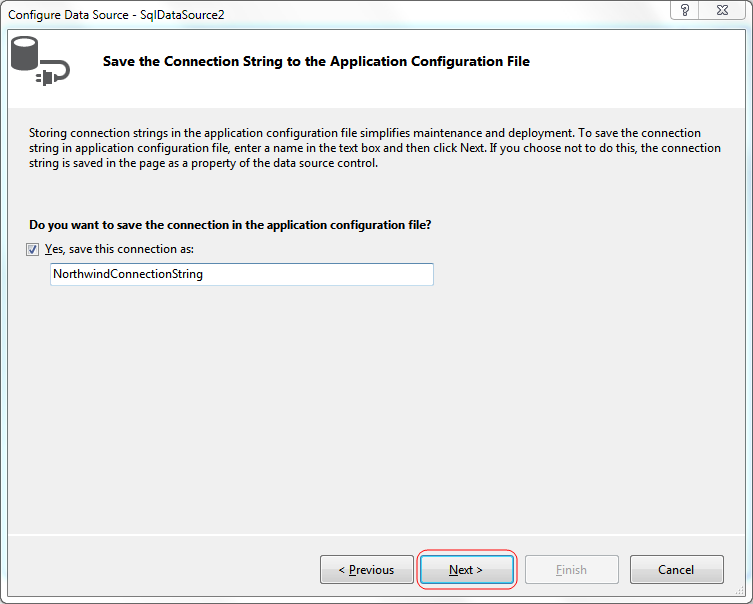 Configure Data Source - SqlDataSource2
?
Save the Connection String to the Application Configuration File
Storing connection strings in the application configuration file simplifies maintenance and deployment. To save the connection
string in application configuration file, enter a name in the text box and then click Next. If you choose not to do this, the connection
string is saved in the page as a property of the data source control.
Do you want to save the connection in the application configuration file?
Yes, save this connection as:
NorthwindConnectionString
< Previous
Next >
Finish
Cancel